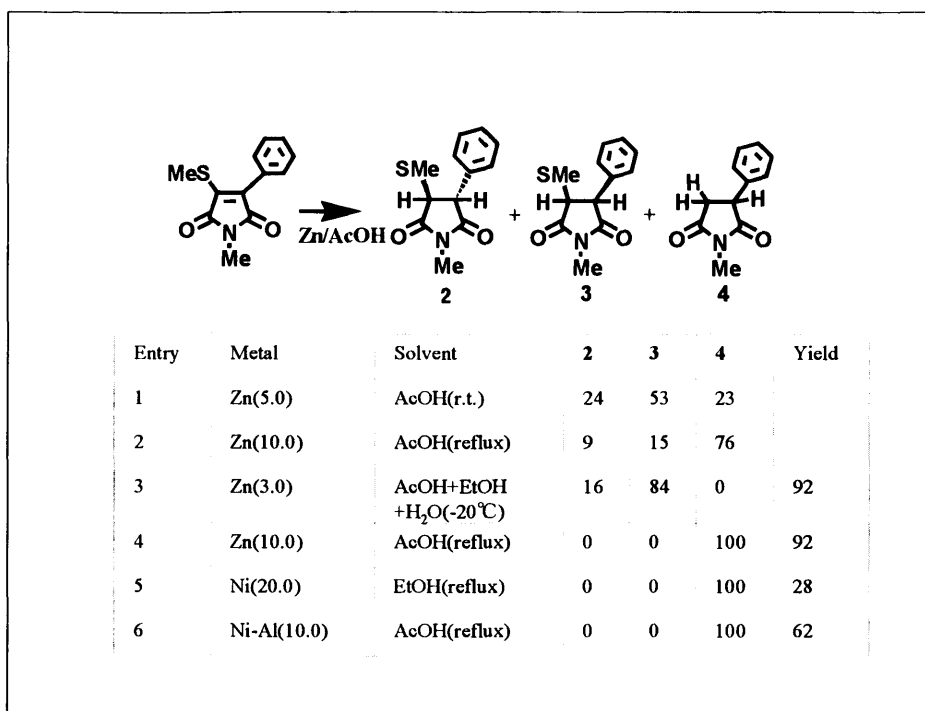 MeS
O
N
O
Me
Zn/AcOH
SMe
H
H
O
N
O
Me
2
+
SMe
H
H
O
N
O
Me
3
+
H
H
H
O
N
O
Me
4
Entry Metal Solvent 2 3 4 Yield
1 Zn(5.0) AcOH(r.t.) 24 53 23
2 Zn(10.0) AcOH(reflux) 9 15 76
3 Zn(3.0) AcOH+EtOH 16 84 0 92
+H₂O(-20℃)
4 Zn(10.0) AcOH(reflux) 0 0 100 92
5 Ni(20.0) EtOH(reflux) 0 0 100 28
6 Ni-Al(10.0) AcOH(reflux) 0 0 100 62